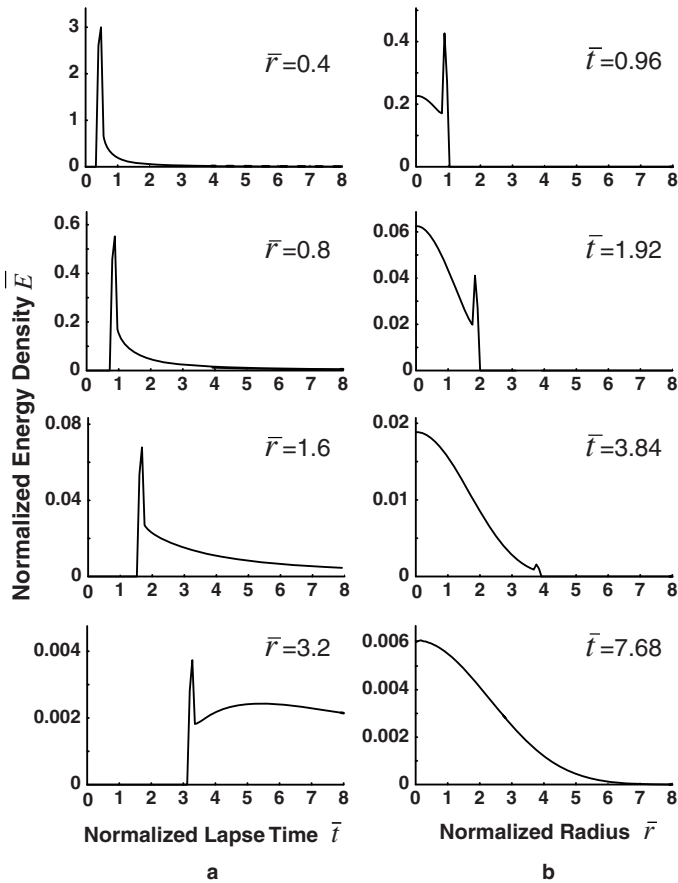 3
2
1
0
0 1 2 3 4 5 6 7 8
r̄=0.4
0.4
0.2
0
0 1 2 3 4 5 6 7 8
t̄=0.96
0.6
0.6
0.2
0
0 1 2 3 4 5 6 7 8
r̄=0.8
0.06
0.04
0.02
0
0 1 2 3 4 5 6 7 8
t̄=1.92
0.08
0.04
0
0 1 2 3 4 5 6 7 8
r̄=1.6
0.02
0.01
0
0 1 2 3 4 5 6 7 8
t̄=3.84
0.004
0.002
0
0 1 2 3 4 5 6 7 8
r̄=3.2
0.006
0.004
0.002
0
0 1 2 3 4 5 6 7 8
t̄=7.68
Normalized Energy Density E̅
Normalized Lapse Time t̄
Normalized Radius r̄
a
b